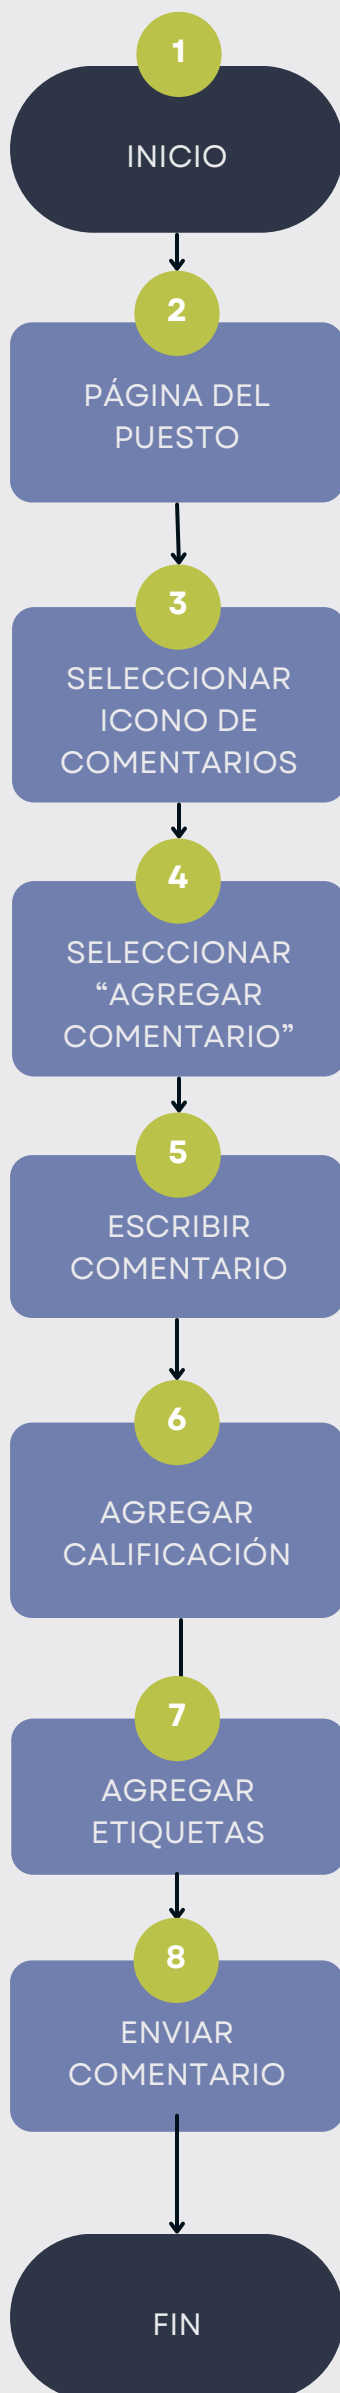 1
INICIO
2
PÁGINA DEL
PUESTO
3
SELECCIONAR
ICONO DE
COMENTARIOS
4
SELECCIONAR
“AGREGAR
COMENTARIO”
5
ESCRIBIR
COMENTARIO
6
AGREGAR
CALIFICACIÓN
7
AGREGAR
ETIQUETAS
8
ENVIAR
COMENTARIO
FIN